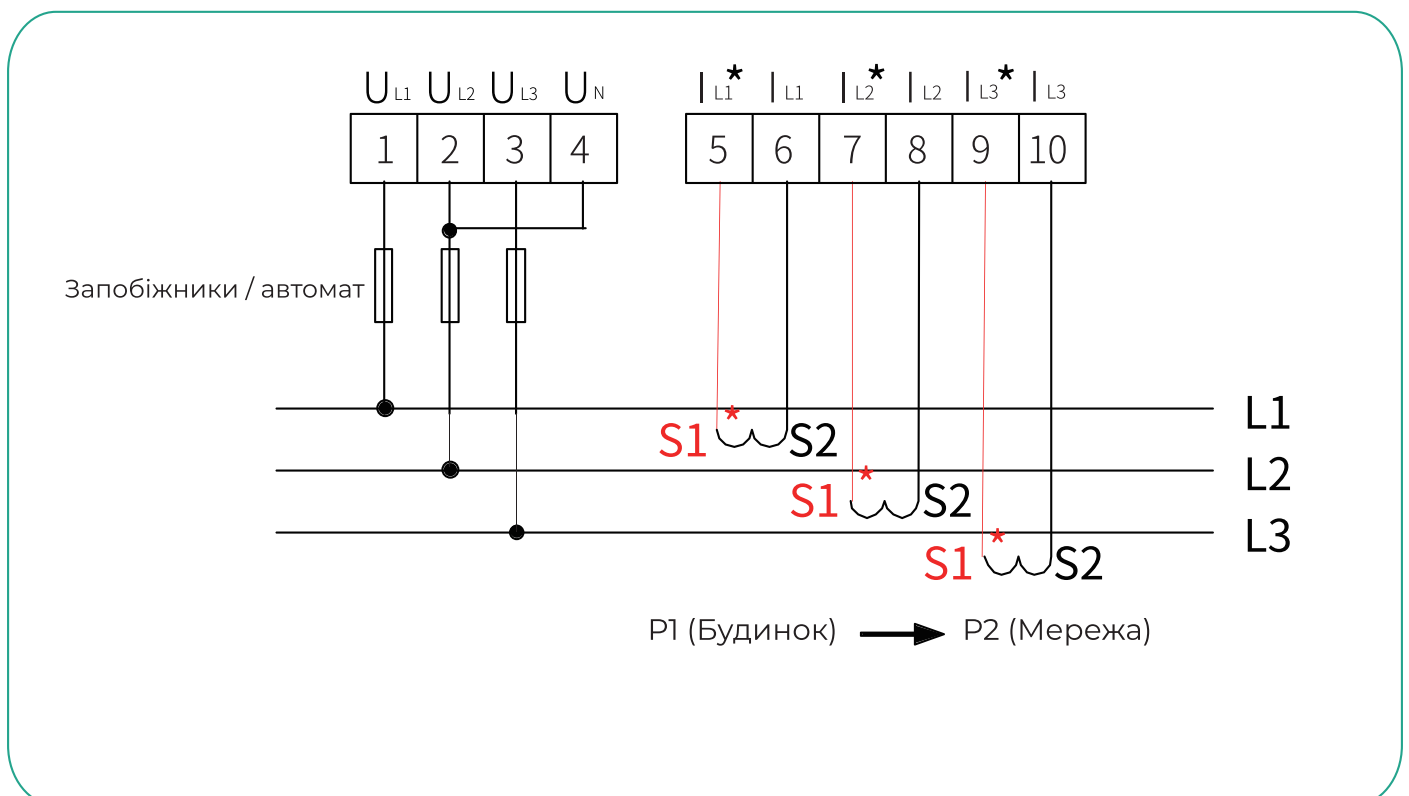 U L1 U L2 U L3 U N I L1* I L1 I L2* I L2 I L3* I L3
1 2 3 4 5 6 7 8 9 10
Запобіжники / автомат
* L1
S1 S2
* L2
S1 S2
* L3
S1 S2
P1 (Будинок) P2 (Мережа)